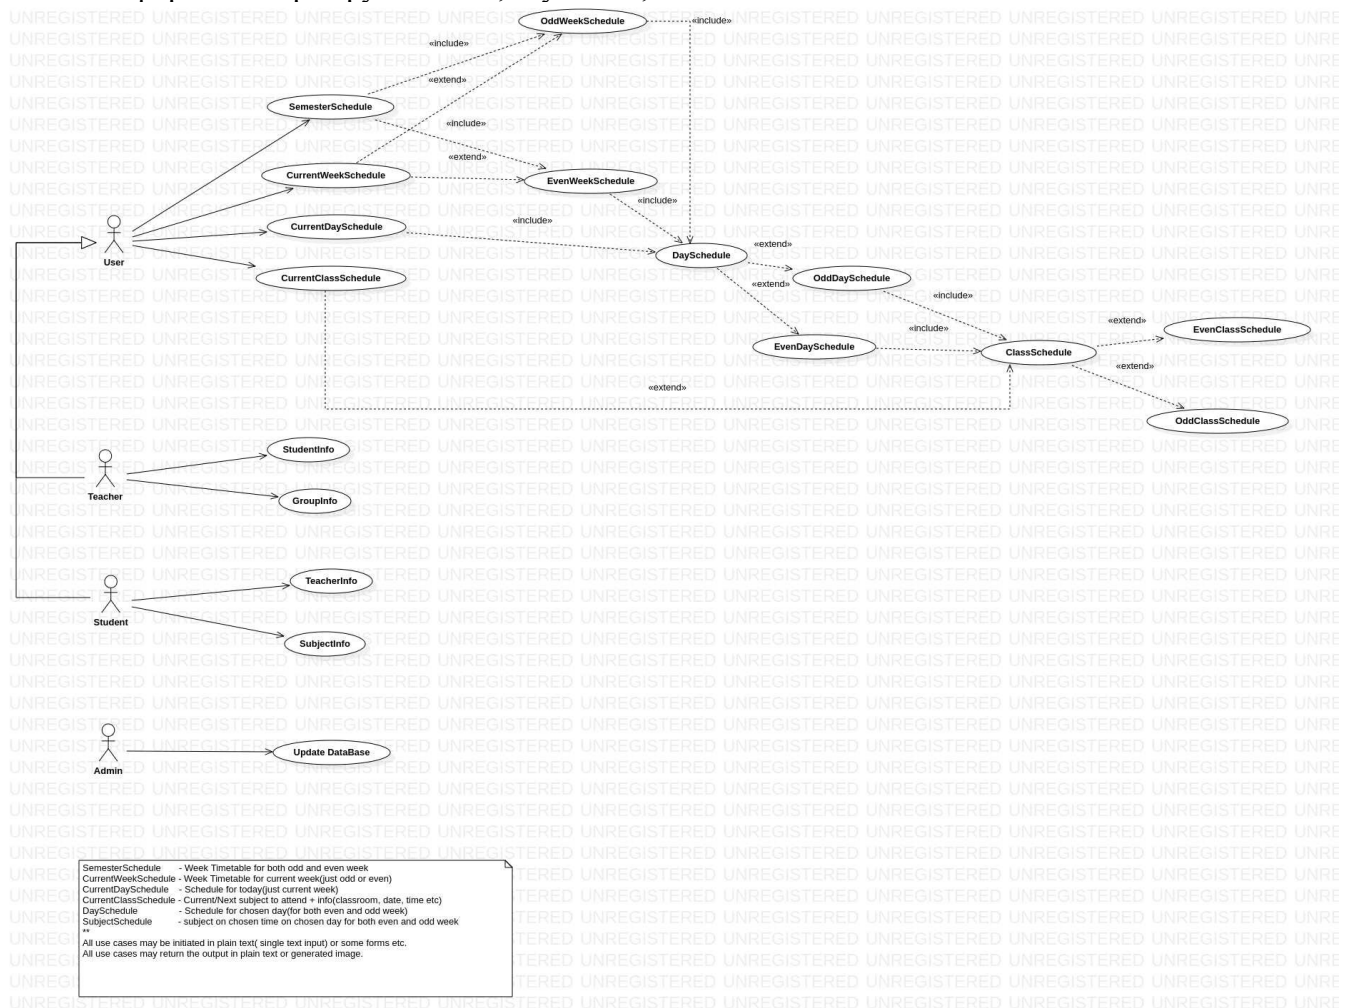 OddWeekSchedule
«include»
«include»
«extend»
SemesterSchedule
«include»
«extend»
CurrentWeekSchedule
EvenWeekSchedule
«include»
CurrentDaySchedule
«include»
User
DaySchedule
«extend»
CurrentClassSchedule
OddDaySchedule
«extend»
«include»
EvenClassSchedule
«extend»
«include»
EvenDaySchedule
ClassSchedule
«extend»
«extend»
OddClassSchedule
StudentInfo
Teacher
GroupInfo
TeacherInfo
Student
SubjectInfo
Update DataBase
Admin
SemesterSchedule - Week Timetable for both odd and even week
CurrentWeekSchedule - Week Timetable for current week(just odd or even)
CurrentDaySchedule - Schedule for today(just current week)
CurrentClassSchedule - Current/Next subject to attend + info(classroom, date, time etc)
DaySchedule - Schedule for chosen day(for both even and odd week)
SubjectSchedule - subject on chosen time on chosen day for both even and odd week
**
All use cases may be initiated in plain text( single text input) or some forms etc.
All use cases may return the output in plain text or generated image.
UNREGISTERED